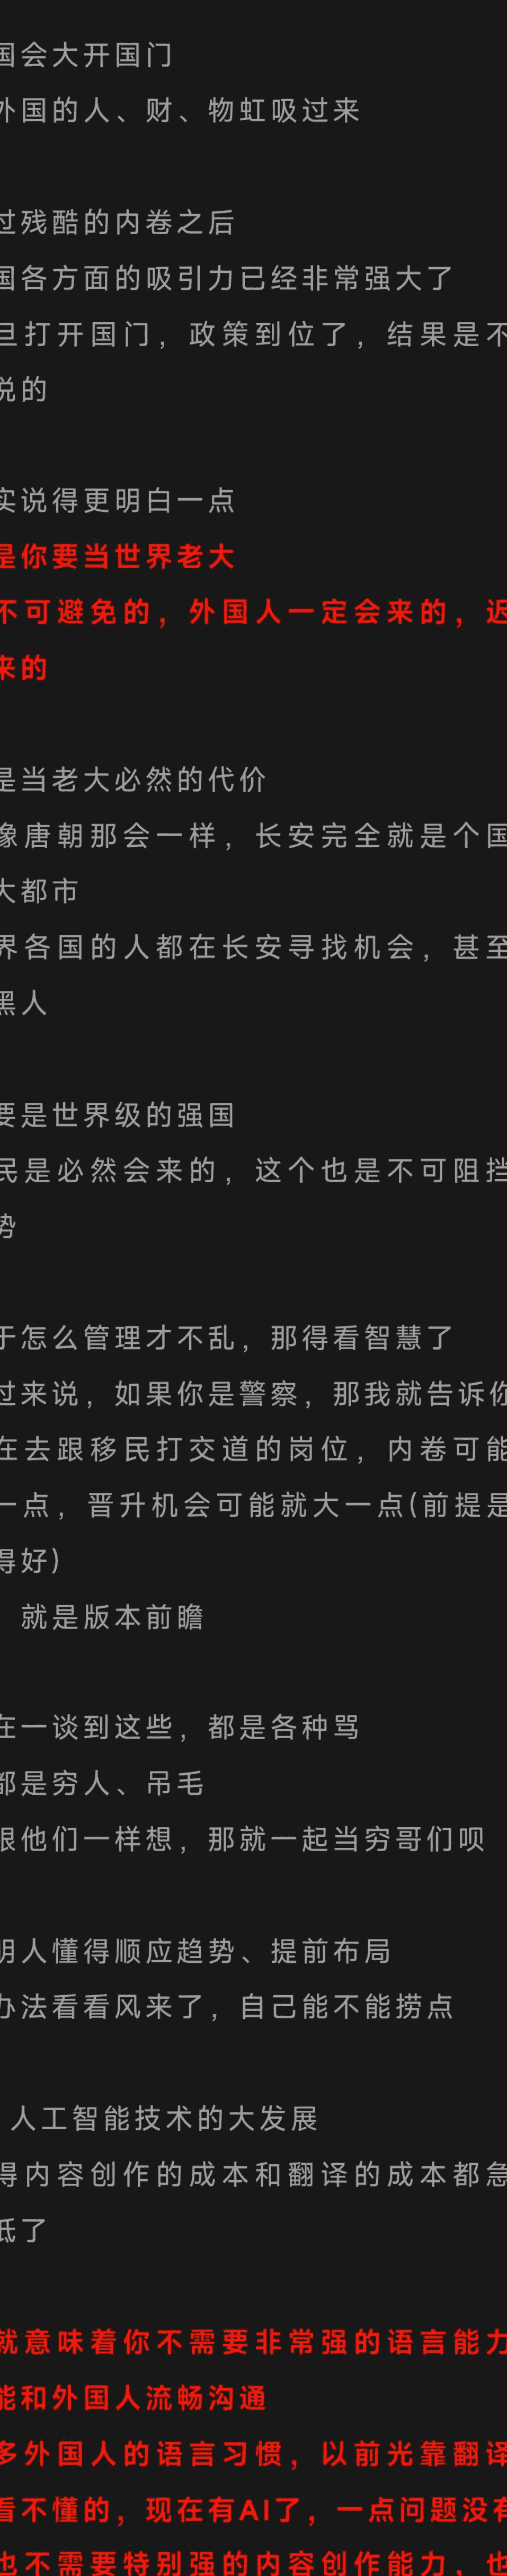 国会大开国门
外国的人、财、物虹吸过来
过残酷的内卷之后
国各方面的吸引力已经非常强大了
旦打开国门，政策到位了，结果是不
说的
实说得更明白一点
是你要当世界老大
不可避免的，外国人一定会来的，迟
来的
是当老大必然的代价
像唐朝那会一样，长安完全就是个国
大都市
界各国的人都在长安寻找机会，甚至
黑人
要是世界级的强国
民是必然会来的，这个也是不可阻挡
势
于怎么管理才不乱，那得看智慧了
过来说，如果你是警察，那我就告诉你
在去跟移民打交道的岗位，内卷可能
一点，晋升机会可能就大一点(前提是
得好)
，就是版本前瞻
在一谈到这些，都是各种骂
都是穷人、吊毛
跟他们一样想，那就一起当穷哥们呗
明人懂得顺应趋势、提前布局
办法看看风来了，自己能不能捞点
人工智能技术的大发展
得内容创作的成本和翻译的成本都急
低了
就意味着你不需要非常强的语言能力
能和外国人流畅沟通
多外国人的语言习惯，以前光靠翻译
看不懂的，现在有AI了，一点问题没有
也不需要特别强的内容创作能力，也